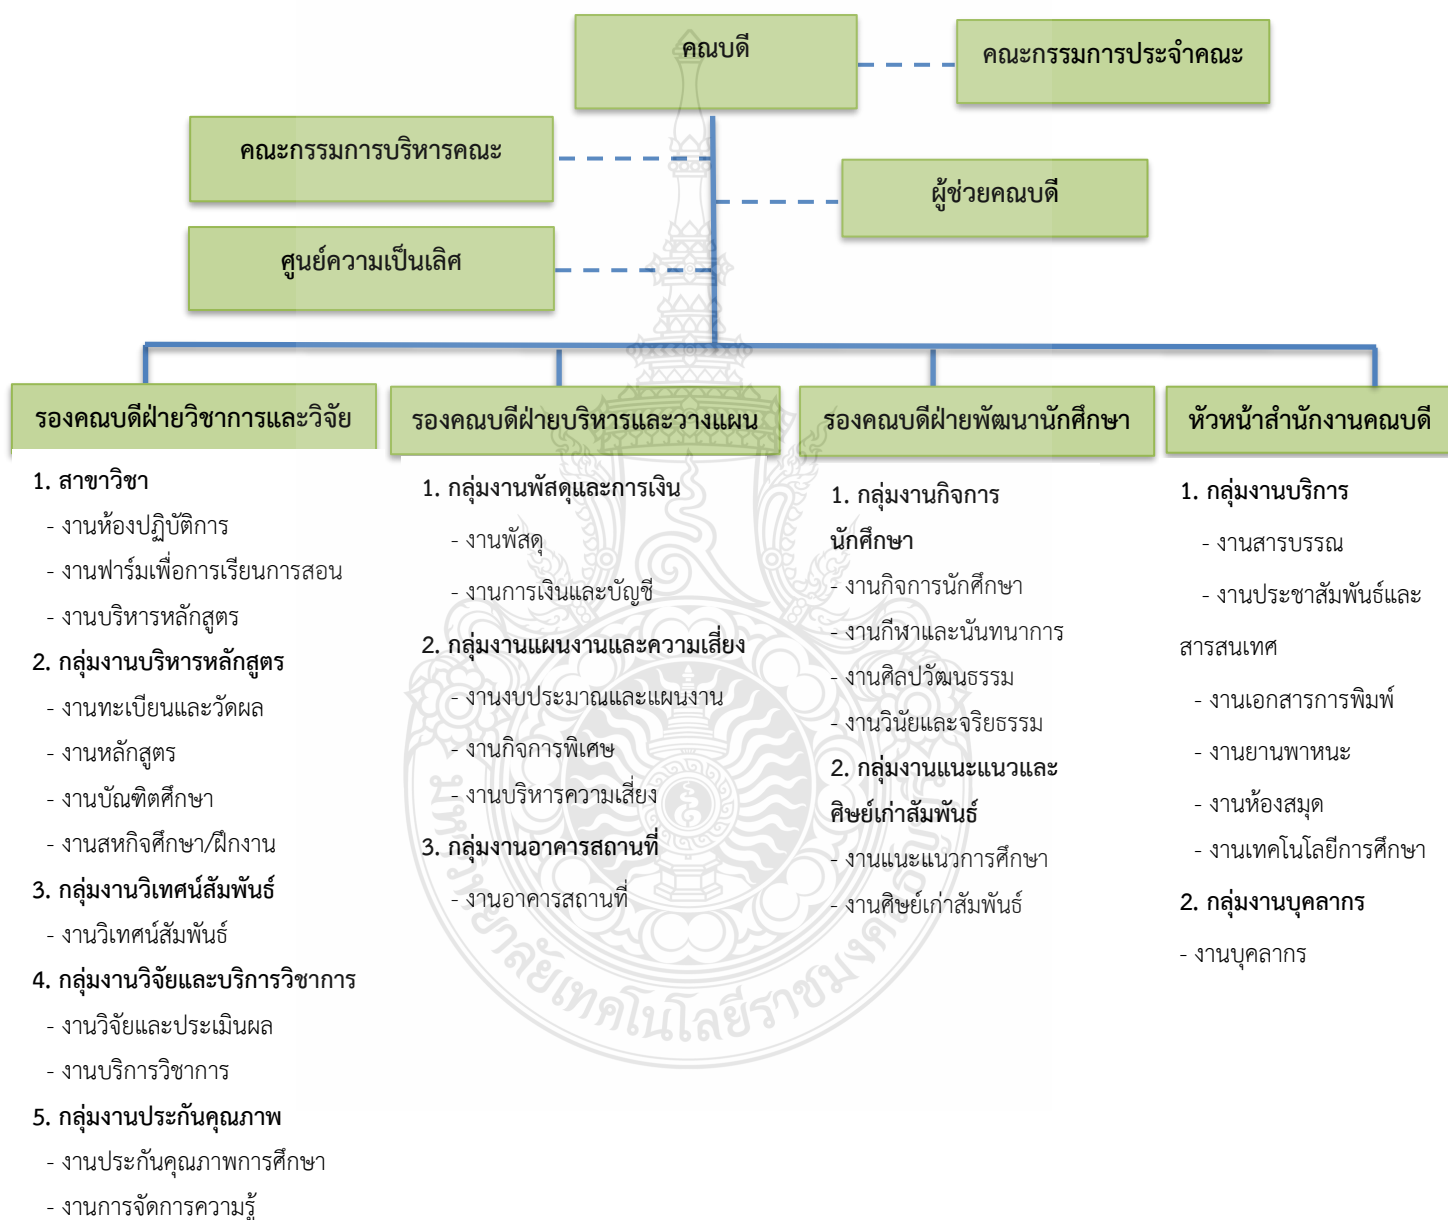 คณบดี
คณะกรรมการประจำคณะ
คณะกรรมการบริหารคณะ
ผู้ช่วยคณบดี
ศูนย์ความเป็นเลิศ
รองคณบดีฝ่ายวิชาการและวิจัย
1. สาขาวิชา
- งานห้องปฏิบัติการ
- งานฟาร์มเพื่อการเรียนการสอน
- งานบริหารหลักสูตร
2. กลุ่มงานบริหารหลักสูตร
- งานทะเบียนและวัดผล
- งานหลักสูตร
- งานบัณฑิตศึกษา
- งานสหกิจศึกษา/ฝึกงาน
3. กลุ่มงานวิเทศน์สัมพันธ์
- งานวิเทศน์สัมพันธ์
4. กลุ่มงานวิจัยและบริการวิชาการ
- งานวิจัยและประเมินผล
- งานบริการวิชาการ
5. กลุ่มงานประกันคุณภาพ
- งานประกันคุณภาพการศึกษา
- งานการจัดการความรู้
รองคณบดีฝ่ายบริหารและวางแผน
1. กลุ่มงานพัสดุและการเงิน
- งานพัสดุ
- งานการเงินและบัญชี
2. กลุ่มงานแผนงานและความเสี่ยง
- งานงบประมาณและแผนงาน
- งานกิจการพิเศษ
- งานบริหารความเสี่ยง
3. กลุ่มงานอาคารสถานที่
- งานอาคารสถานที่
รองคณบดีฝ่ายพัฒนานักศึกษา
1. กลุ่มงานกิจการ
นักศึกษา
- งานกิจการนักศึกษา
- งานกีฬาและนันทนาการ
- งานศิลปวัฒนธรรม
- งานวินัยและจริยธรรม
2. กลุ่มงานแนะแนวและ
ศิษย์เก่าสัมพันธ์
- งานแนะแนวการศึกษา
- งานศิษย์เก่าสัมพันธ์
หัวหน้าสำนักงานคณบดี
1. กลุ่มงานบริการ
- งานสารบรรณ
- งานประชาสัมพันธ์และ
สารสนเทศ
- งานเอกสารการพิมพ์
- งานยานพาหนะ
- งานห้องสมุด
- งานเทคโนโลยีการศึกษา
2. กลุ่มงานบุคลากร
- งานบุคลากร